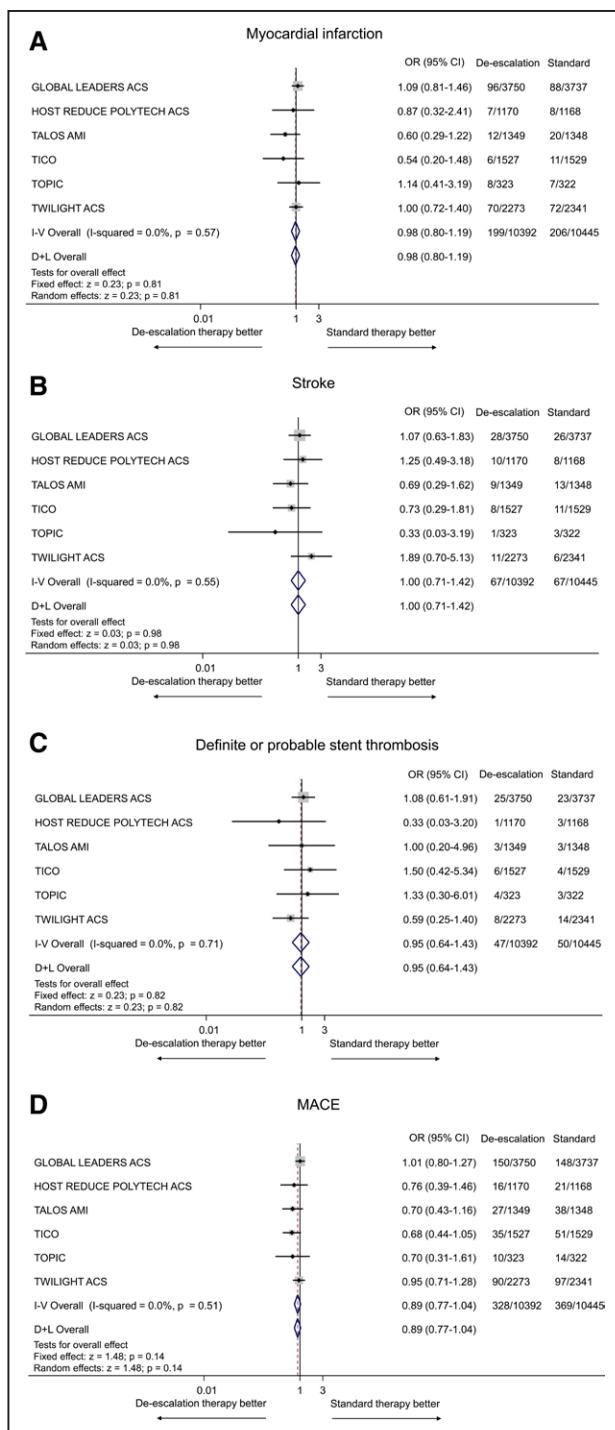 A
Myocardial infarction
OR (95% CI) De-escalation Standard
GLOBAL LEADERS ACS 1.09 (0.81-1.46) 96/3750 88/3737
HOST REDUCE POLYTECH ACS 0.87 (0.32-2.41) 7/1170 8/1168
TALOS AMI 0.60 (0.29-1.22) 12/1349 20/1348
TICO 0.54 (0.20-1.48) 6/1527 11/1529
TOPIC 1.14 (0.41-3.19) 8/323 7/322
TWILIGHT ACS 1.00 (0.72-1.40) 70/2273 72/2341
I-V Overall (I-squared = 0.0%, p = 0.57) 0.98 (0.80-1.19) 199/10392 206/10445
D+L Overall 0.98 (0.80-1.19)
Tests for overall effect
Fixed effect: z = 0.23; p = 0.81
Random effects: z = 0.23; p = 0.81
0.01 1 3
De-escalation therapy better Standard therapy better
B
Stroke
OR (95% CI) De-escalation Standard
GLOBAL LEADERS ACS 1.07 (0.63-1.83) 28/3750 26/3737
HOST REDUCE POLYTECH ACS 1.25 (0.49-3.18) 10/1170 8/1168
TALOS AMI 0.69 (0.29-1.62) 9/1349 13/1348
TICO 0.73 (0.29-1.81) 8/1527 11/1529
TOPIC 0.33 (0.03-3.19) 1/323 3/322
TWILIGHT ACS 1.89 (0.70-5.13) 11/2273 6/2341
I-V Overall (I-squared = 0.0%, p = 0.55) 1.00 (0.71-1.42) 67/10392 67/10445
D+L Overall 1.00 (0.71-1.42)
Tests for overall effect
Fixed effect: z = 0.03; p = 0.98
Random effects: z = 0.03; p = 0.98
0.01 1 3
De-escalation therapy better Standard therapy better
C
Definite or probable stent thrombosis
OR (95% CI) De-escalation Standard
GLOBAL LEADERS ACS 1.08 (0.61-1.91) 25/3750 23/3737
HOST REDUCE POLYTECH ACS 0.33 (0.03-3.20) 1/1170 3/1168
TALOS AMI 1.00 (0.20-4.96) 3/1349 3/1348
TICO 1.50 (0.42-5.34) 6/1527 4/1529
TOPIC 1.33 (0.30-6.01) 4/323 3/322
TWILIGHT ACS 0.59 (0.25-1.40) 8/2273 14/2341
I-V Overall (I-squared = 0.0%, p = 0.71) 0.95 (0.64-1.43) 47/10392 50/10445
D+L Overall 0.95 (0.64-1.43)
Tests for overall effect
Fixed effect: z = 0.23; p = 0.82
Random effects: z = 0.23; p = 0.82
0.01 1 3
De-escalation therapy better Standard therapy better
D
MACE
OR (95% CI) De-escalation Standard
GLOBAL LEADERS ACS 1.01 (0.80-1.27) 150/3750 148/3737
HOST REDUCE POLYTECH ACS 0.76 (0.39-1.46) 16/1170 21/1168
TALOS AMI 0.70 (0.43-1.16) 27/1349 38/1348
TICO 0.68 (0.44-1.05) 35/1527 51/1529
TOPIC 0.70 (0.31-1.61) 10/323 14/322
TWILIGHT ACS 0.95 (0.71-1.28) 90/2273 97/2341
I-V Overall (I-squared = 0.0%, p = 0.51) 0.89 (0.77-1.04) 328/10392 369/10445
D+L Overall 0.89 (0.77-1.04)
Tests for overall effect
Fixed effect: z = 1.48; p = 0.14
Random effects: z = 1.48; p = 0.14
0.01 1 3
De-escalation therapy better Standard therapy better